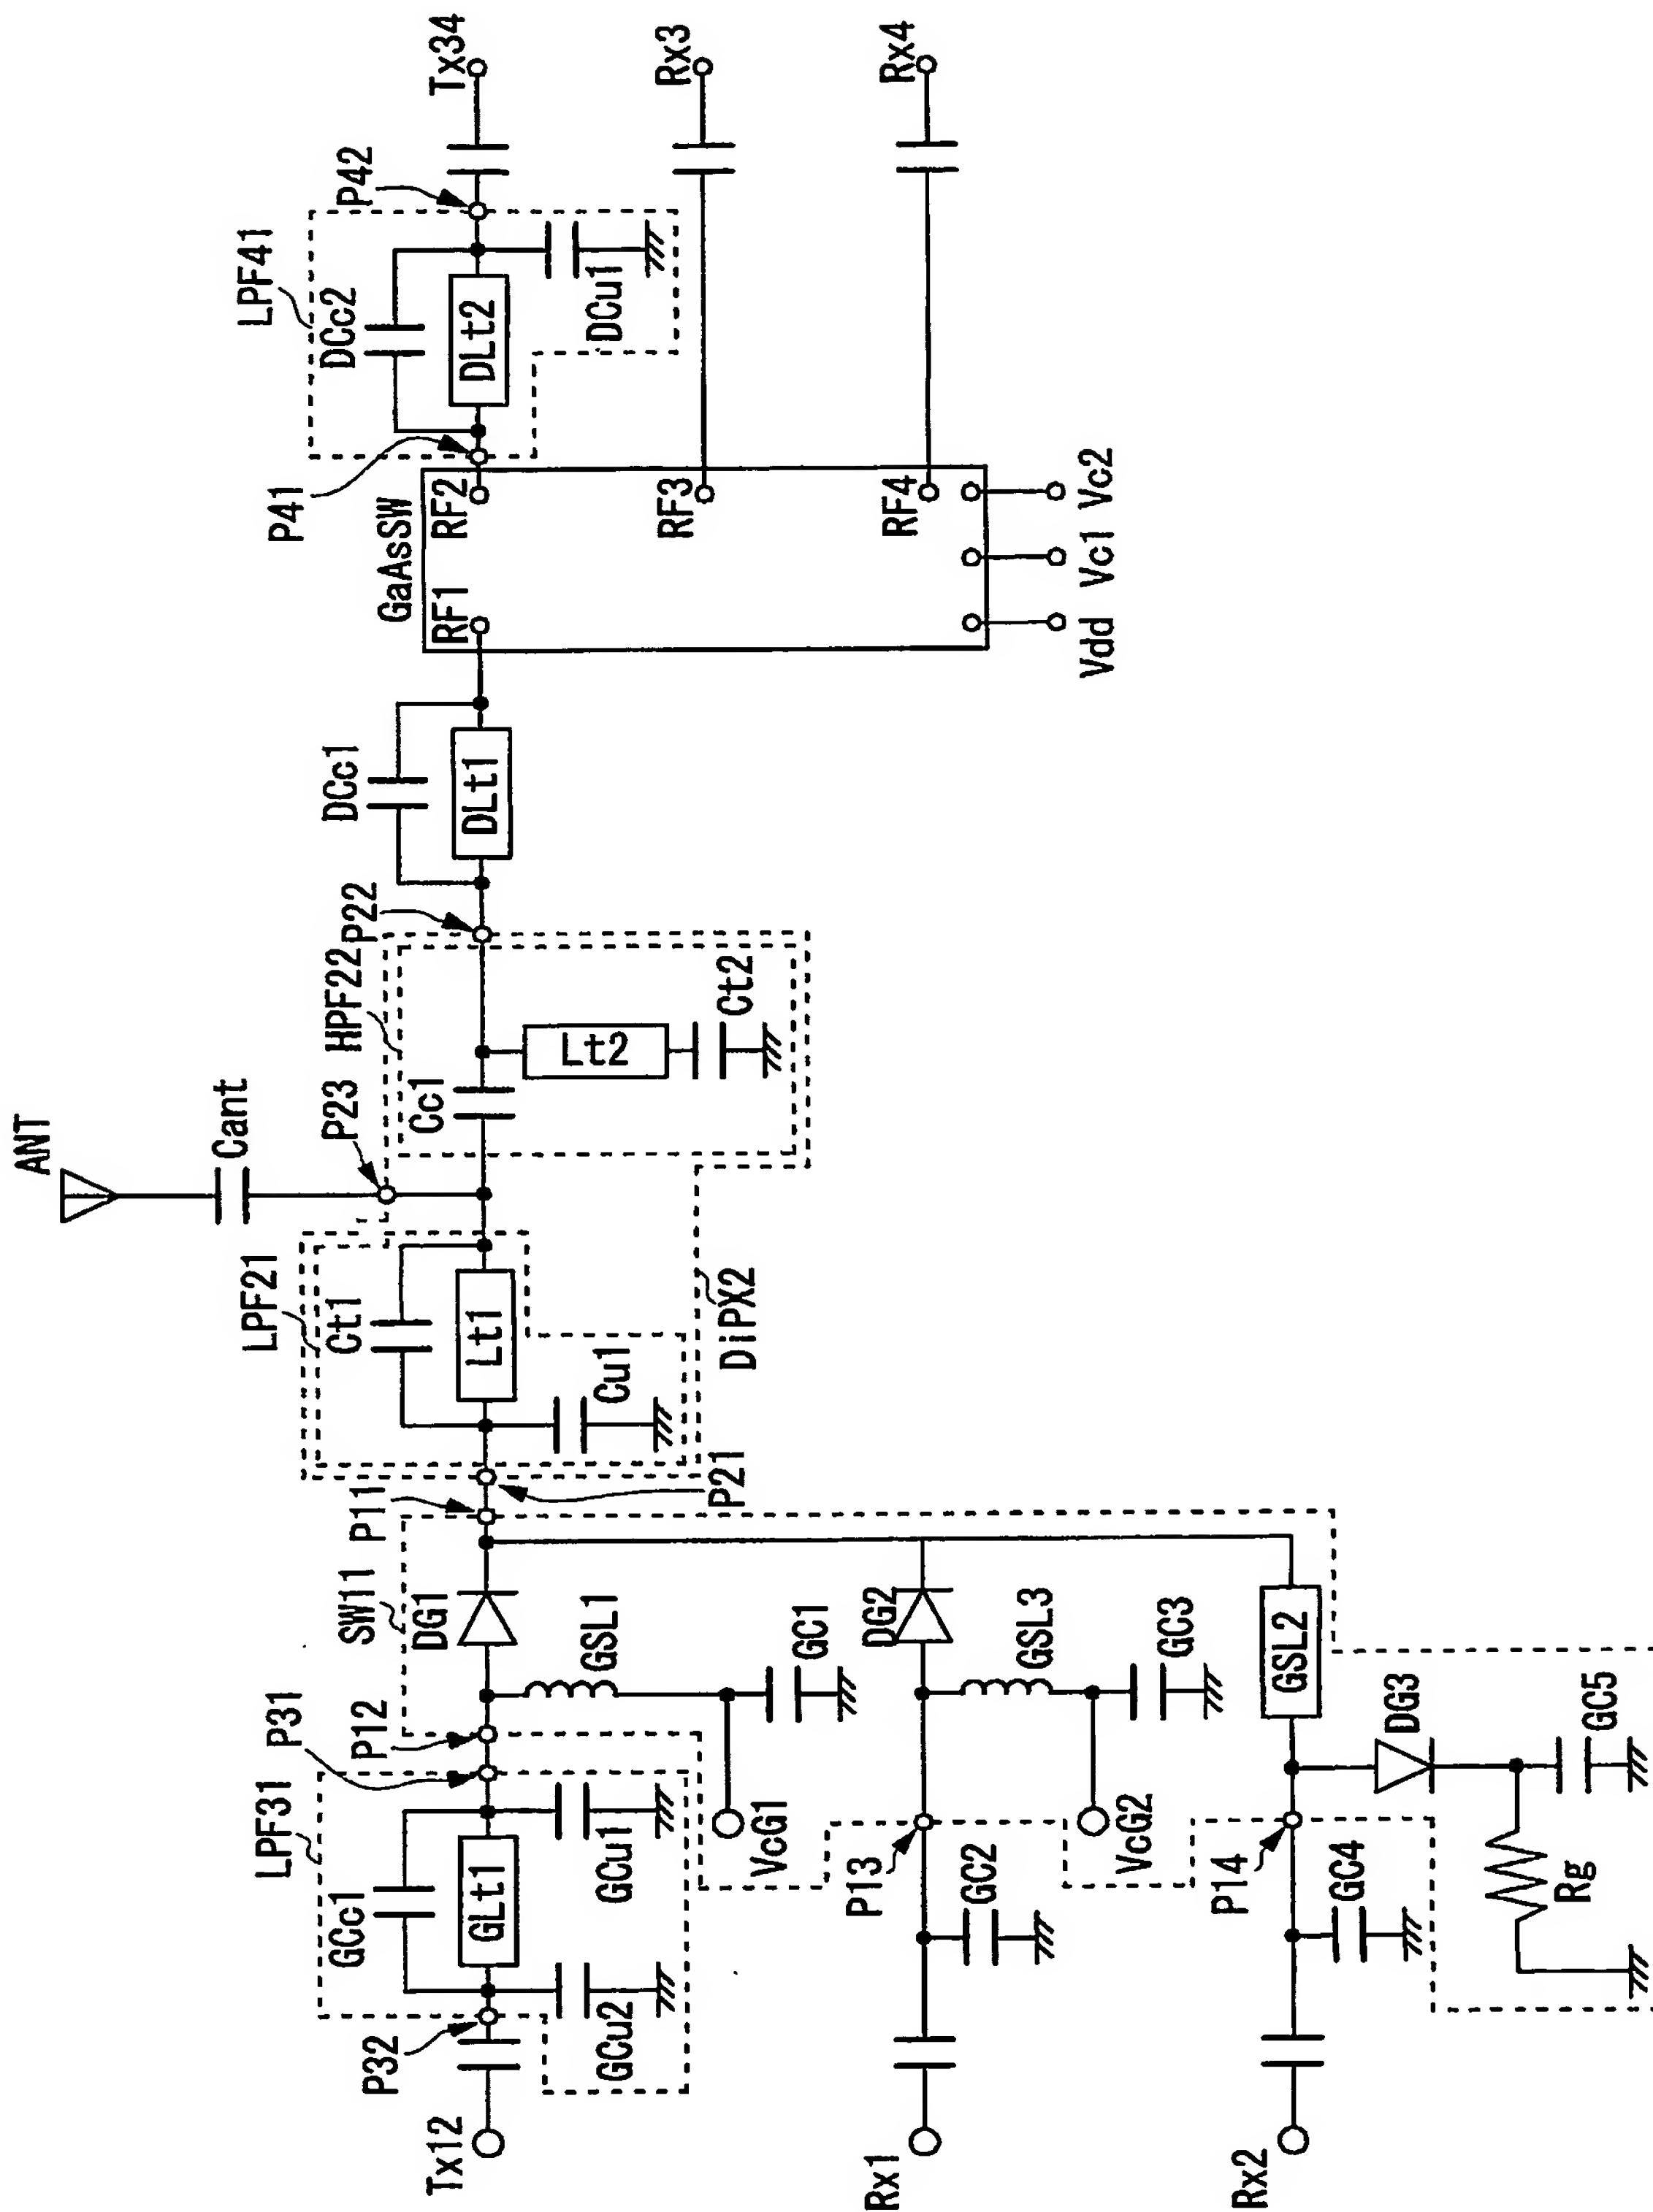 ANT
Cant
P23
HPF22
P22
Cc1
Lt2
Ct2
DCc1
DLt1
GaAsSW
RF1
RF2
RF3
RF4
Vdd
Vc1
Vc2
P41
LPF41
DCc2
DLt2
DCu1
P42
Tx34
Rx3
Rx4
LPF21
Ct1
Lt1
Cu1
DiPX2
P21
P11
SW11
DG1
GSL1
GC1
VcG1
P12
P31
LPF31
GCc1
GLt1
GCu1
GCu2
P32
Tx12
DG2
GSL3
GC3
VcG2
P13
GC2
Rx1
GSL2
DG3
GC5
Rg
P14
GC4
Rx2